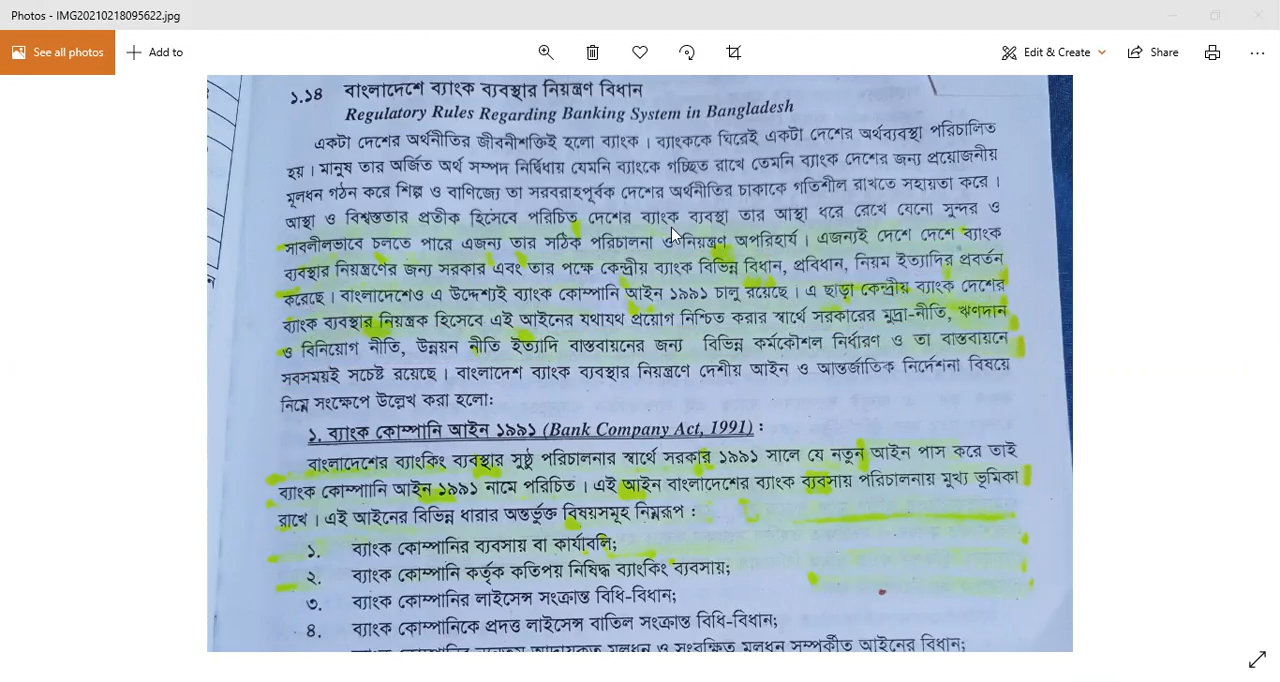 Photos - IMG20210218095622.jpg
See all photos
Add to
Edit & Create
Share
১.১৪ বাংলাদেশে ব্যাংক ব্যবস্থার নিয়ন্ত্রণ বিধান
Regulatory Rules Regarding Banking System in Bangladesh
একটা দেশের অর্থনীতির জীবনীশক্তিই হলো ব্যাংক। ব্যাংককে ঘিরেই একটা দেশের অর্থব্যবস্থা পরিচালিত
হয়। মানুষ তার অর্জিত অর্থ সম্পদ নির্দ্বিধায় যেমনি ব্যাংকে গচ্ছিত রাখে তেমনি ব্যাংক দেশের জন্য প্রয়োজনীয়
মূলধন গঠন করে শিল্প ও বাণিজ্যে তা সরবরাহপূর্বক দেশের অর্থনীতির চাকাকে গতিশীল রাখতে সহায়তা করে।
আস্থা ও বিশ্বস্ততার প্রতীক হিসেবে পরিচিত দেশের ব্যাংক ব্যবস্থা তার আস্থা ধরে রেখে যেনো সুন্দর ও
সাবলীলভাবে চলতে পারে এজন্য তার সঠিক পরিচালনা ও নিয়ন্ত্রণ অপরিহার্য। এজন্যই দেশে দেশে ব্যাংক
ব্যবস্থার নিয়ন্ত্রণের জন্য সরকার এবং তার পক্ষে কেন্দ্রীয় ব্যাংক বিভিন্ন বিধান, প্রবিধান, নিয়ম ইত্যাদির প্রবর্তন
করেছে। বাংলাদেশেও এ উদ্দেশ্যেই ব্যাংক কোম্পানি আইন ১৯৯১ চালু রয়েছে। এ ছাড়া কেন্দ্রীয় ব্যাংক দেশের
ব্যাংক ব্যবস্থার নিয়ন্ত্রক হিসেবে এই আইনের যথাযথ প্রয়োগ নিশ্চিত করার স্বার্থে সরকারের মুদ্রা-নীতি, ঋণদান
ও বিনিয়োগ নীতি, উন্নয়ন নীতি ইত্যাদি বাস্তবায়নের জন্য বিভিন্ন কর্মকৌশল নির্ধারণ ও তা বাস্তবায়নে
সবসময়ই সচেষ্ট রয়েছে। বাংলাদেশ ব্যাংক ব্যবস্থার নিয়ন্ত্রণে দেশীয় আইন ও আন্তর্জাতিক নির্দেশনা বিষয়ে
নিম্নে সংক্ষেপে উল্লেখ করা হলো:
১. ব্যাংক কোম্পানি আইন ১৯৯১ (Bank Company Act, 1991) :
বাংলাদেশের ব্যাংকিং ব্যবস্থার সুষ্ঠু পরিচালনার স্বার্থে সরকার ১৯৯১ সালে যে নতুন আইন পাস করে তাই
ব্যাংক কোম্পানি আইন ১৯৯১ নামে পরিচিত। এই আইন বাংলাদেশের ব্যাংক ব্যবসায় পরিচালনায় মুখ্য ভূমিকা
রাখে। এই আইনের বিভিন্ন ধারার অন্তর্ভুক্ত বিষয়সমূহ নিম্নরূপ :
১. ব্যাংক কোম্পানির ব্যবসায় বা কার্যাবলি;
২. ব্যাংক কোম্পানি কর্তৃক কতিপয় নিষিদ্ধ ব্যাংকিং ব্যবসায়;
৩. ব্যাংক কোম্পানির লাইসেন্স সংক্রান্ত বিধি-বিধান;
৪. ব্যাংক কোম্পানিকে প্রদত্ত লাইসেন্স বাতিল সংক্রান্ত বিধি-বিধান;
মূলধন ও সংরক্ষিত মূলধন সম্পর্কীত আইনের বিধান;